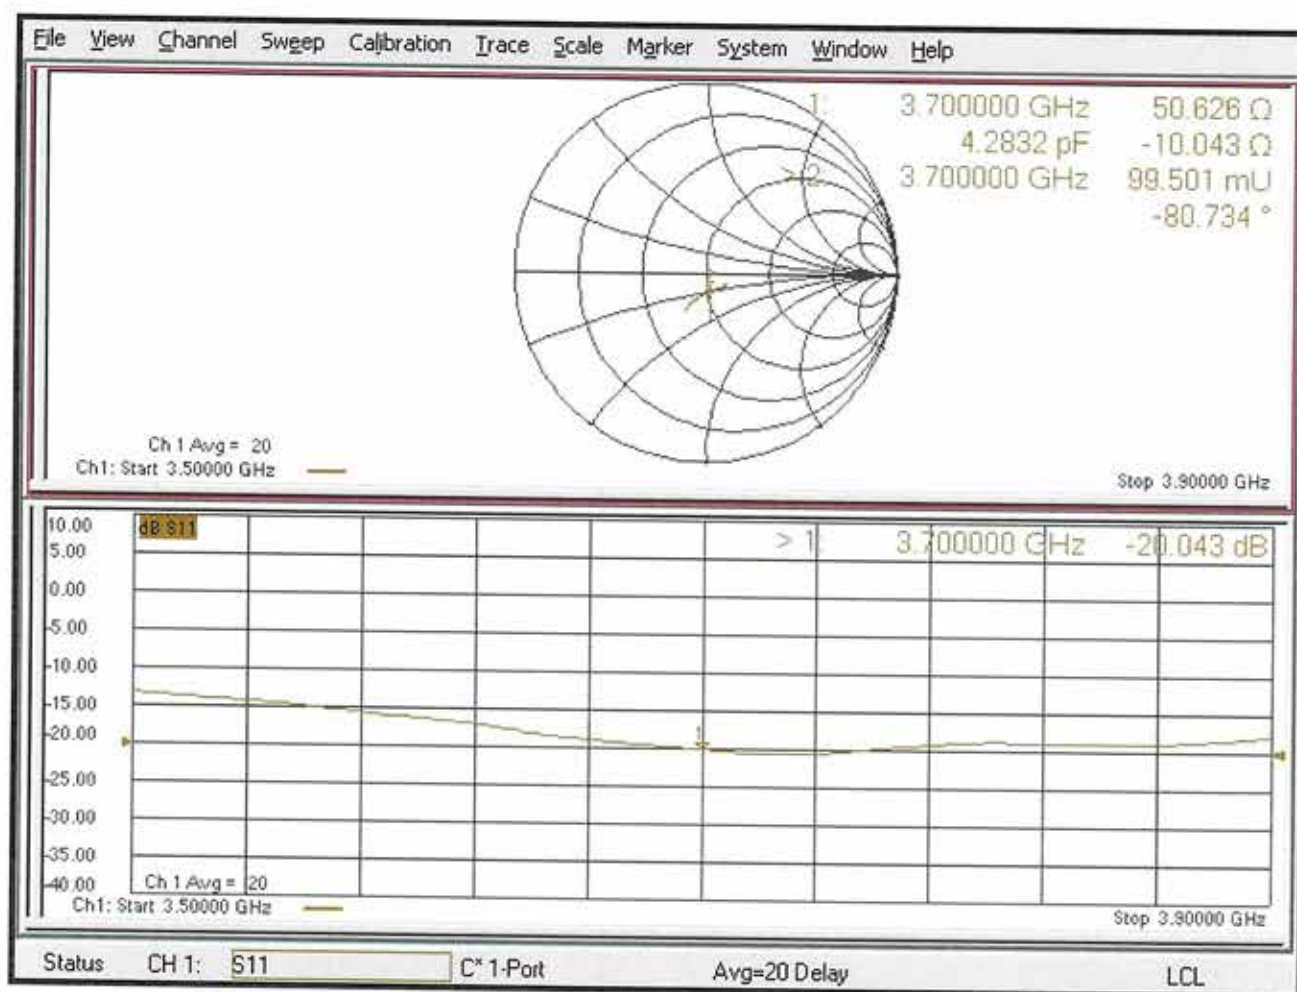 File View Channel Sweep Calibration Trace Scale Marker System Window Help
1: 3.700000 GHz 50.626 Ω
4.2832 pF -10.043 Ω
> 2: 3.700000 GHz 99.501 mU
-80.734 °
Ch 1 Avg = 20
Ch1: Start 3.50000 GHz
Stop 3.90000 GHz
10.00
dB S11
> 1: 3.700000 GHz -20.043 dB
5.00
0.00
-5.00
-10.00
-15.00
-20.00
1
-25.00
-30.00
-35.00
-40.00
Ch 1 Avg = 20
Ch1: Start 3.50000 GHz
Stop 3.90000 GHz
Status CH 1: S11 C* 1-Port Avg=20 Delay LCL